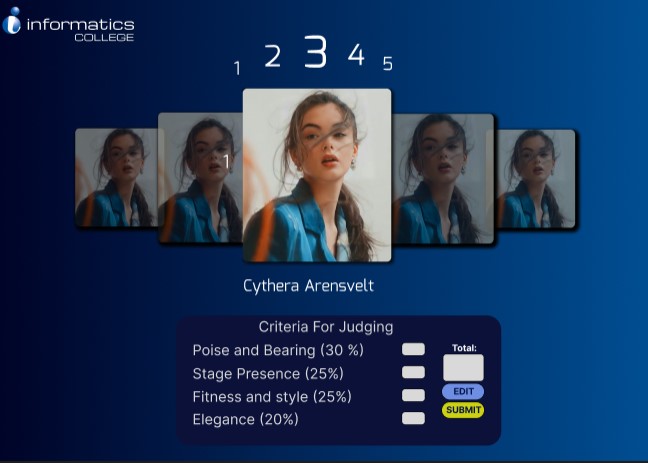 informatics
COLLEGE
1 2 3 4 5
1
Cythera Arensvelt
Criteria For Judging
Poise and Bearing (30 %)
Stage Presence (25%)
Fitness and style (25%)
Elegance (20%)
Total:
EDIT
SUBMIT